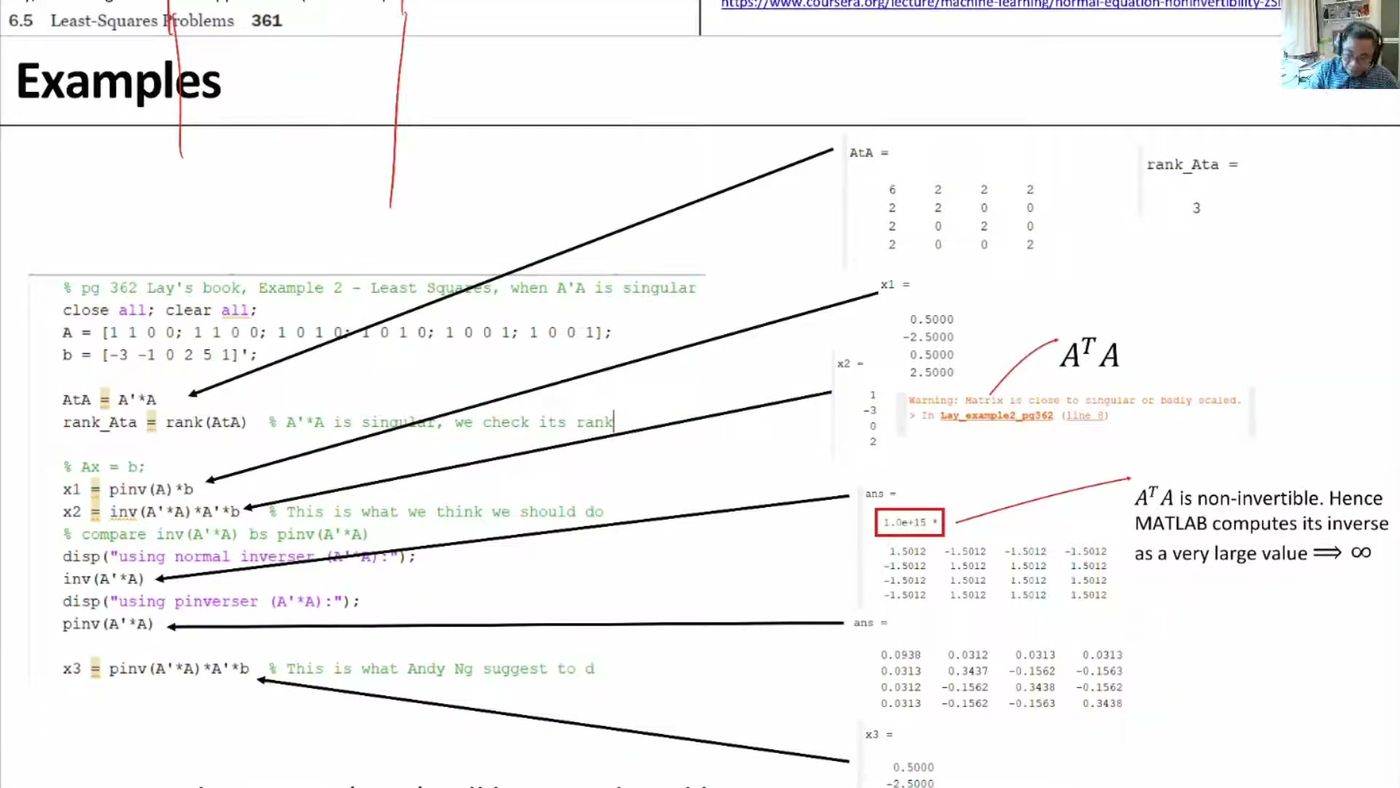 6.5 Least-Squares Problems 361
https://www.coursera.org/lecture/machine-learning/normal-equation-noninvertibility-zSi
Examples
% pg 362 Lay's book, Example 2 - Least Squares, when A'A is singular
close all; clear all;
A = [1 1 0 0; 1 1 0 0; 1 0 1 0; 1 0 1 0; 1 0 0 1; 1 0 0 1];
b = [-3 -1 0 2 5 1]';
AtA = A'*A
rank_Ata = rank(AtA) % A'*A is singular, we check its rank
% Ax = b;
x1 = pinv(A)*b
x2 = inv(A'*A)*A'*b % This is what we think we should do
% compare inv(A'*A) bs pinv(A'*A)
disp("using normal inverser (A'*A):");
inv(A'*A)
disp("using pinverser (A'*A):");
pinv(A'*A)
x3 = pinv(A'*A)*A'*b % This is what Andy Ng suggest to d
AtA =
6 2 2 2
2 2 0 0
2 0 2 0
2 0 0 2
rank_Ata =
3
x1 =
0.5000
-2.5000
0.5000
2.5000
x2 =
1
-3
0
2
AᵀA
Warning: Matrix is close to singular or badly scaled.
> In Lay_example2_pg362 (line 8)
ans =
1.0e+15 *
1.5012 -1.5012 -1.5012 -1.5012
-1.5012 1.5012 1.5012 1.5012
-1.5012 1.5012 1.5012 1.5012
-1.5012 1.5012 1.5012 1.5012
AᵀA is non-invertible. Hence
MATLAB computes its inverse
as a very large value ⟹ ∞
ans =
0.0938 0.0312 0.0313 0.0313
0.0313 0.3437 -0.1562 -0.1563
0.0312 -0.1562 0.3438 -0.1562
0.0313 -0.1562 -0.1563 0.3438
x3 =
0.5000
-2.5000